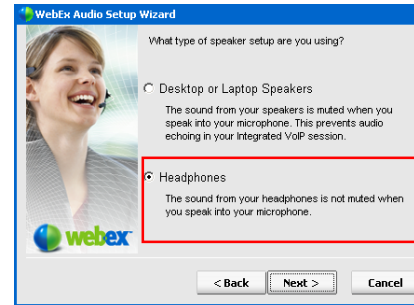 WebEx Audio Setup Wizard
What type of speaker setup are you using?
Desktop or Laptop Speakers
The sound from your speakers is muted when you
speak into your microphone. This prevents audio
echoing in your Integrated VoIP session.
Headphones
The sound from your headphones is not muted when
you speak into your microphone.
webex
< Back
Next >
Cancel